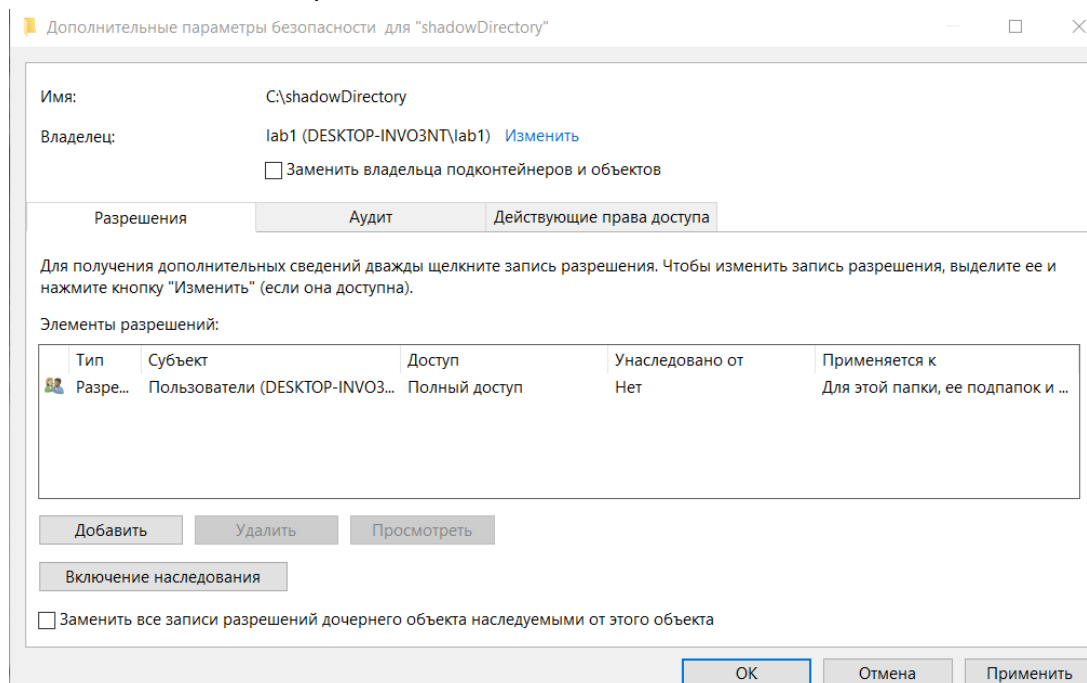 Дополнительные параметры безопасности для "shadowDirectory"
Имя: C:\shadowDirectory
Владелец: lab1 (DESKTOP-INVO3NT\lab1) Изменить
Заменить владельца подконтейнеров и объектов
Разрешения Аудит Действующие права доступа
Для получения дополнительных сведений дважды щелкните запись разрешения. Чтобы изменить запись разрешения, выделите ее и
нажмите кнопку "Изменить" (если она доступна).
Элементы разрешений:
Тип Субъект Доступ Унаследовано от Применяется к
Разре... Пользователи (DESKTOP-INVO3... Полный доступ Нет Для этой папки, ее подпапок и ...
Добавить Удалить Просмотреть
Включение наследования
Заменить все записи разрешений дочернего объекта наследуемыми от этого объекта
ОК Отмена Применить